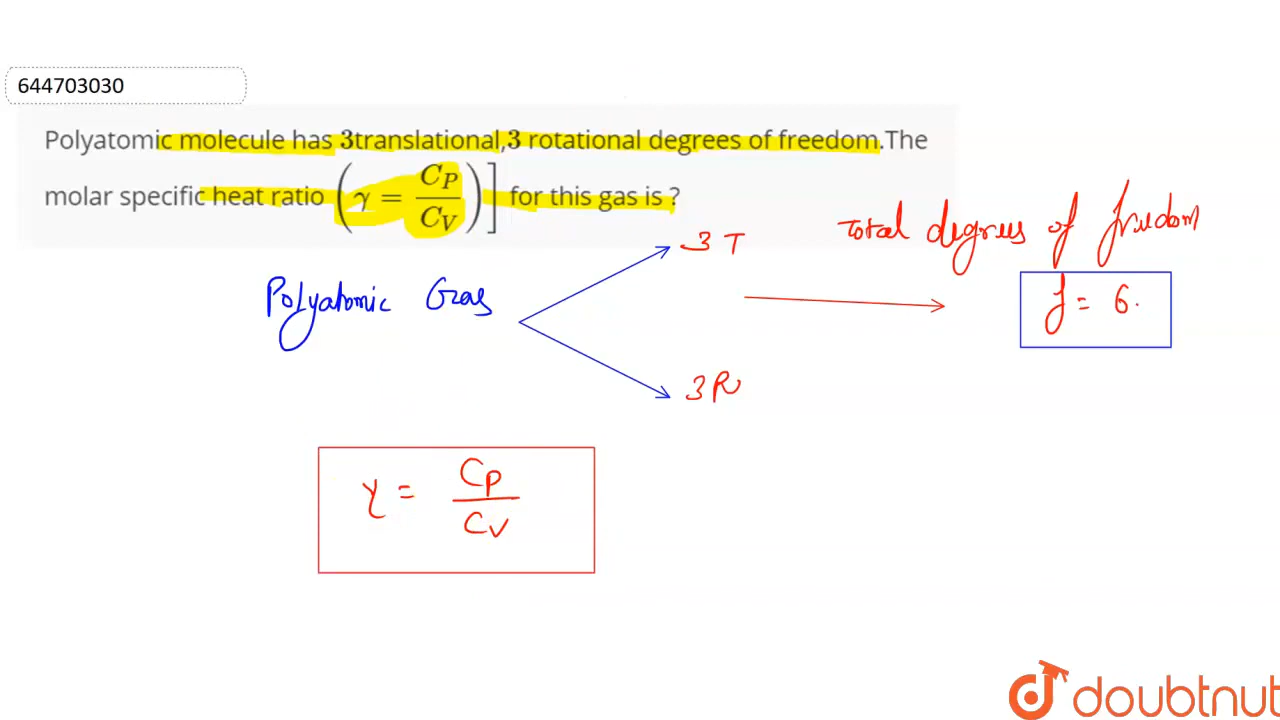 644703030
Polyatomic molecule has 3translational,3 rotational degrees of freedom.The
molar specific heat ratio (γ = C_P/C_V)] for this gas is ?
3 T
Total degrees of freedom
Polyatomic Gas
f = 6.
3R
γ = Cp/Cv
doubtnut